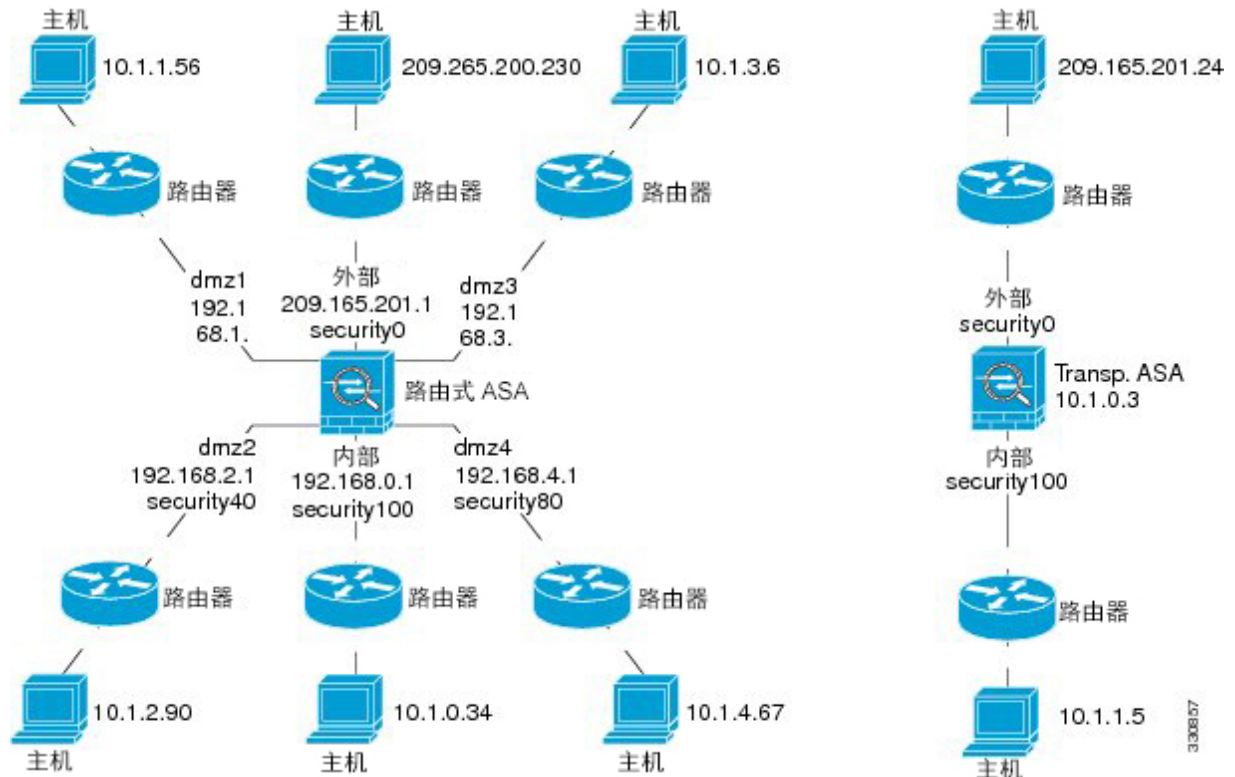 主机
10.1.1.56
主机
209.265.200.230
主机
10.1.3.6
路由器
路由器
路由器
dmz1
192.1
68.1.
外部
209.165.201.1
security0
dmz3
192.1
68.3.
路由式 ASA
dmz2
192.168.2.1
security40
内部
192.168.0.1
security100
dmz4
192.168.4.1
security80
路由器
路由器
路由器
10.1.2.90
主机
10.1.0.34
主机
10.1.4.67
主机
主机
209.165.201.24
路由器
外部
security0
Transp. ASA
10.1.0.3
内部
security100
路由器
10.1.1.5
主机
330857